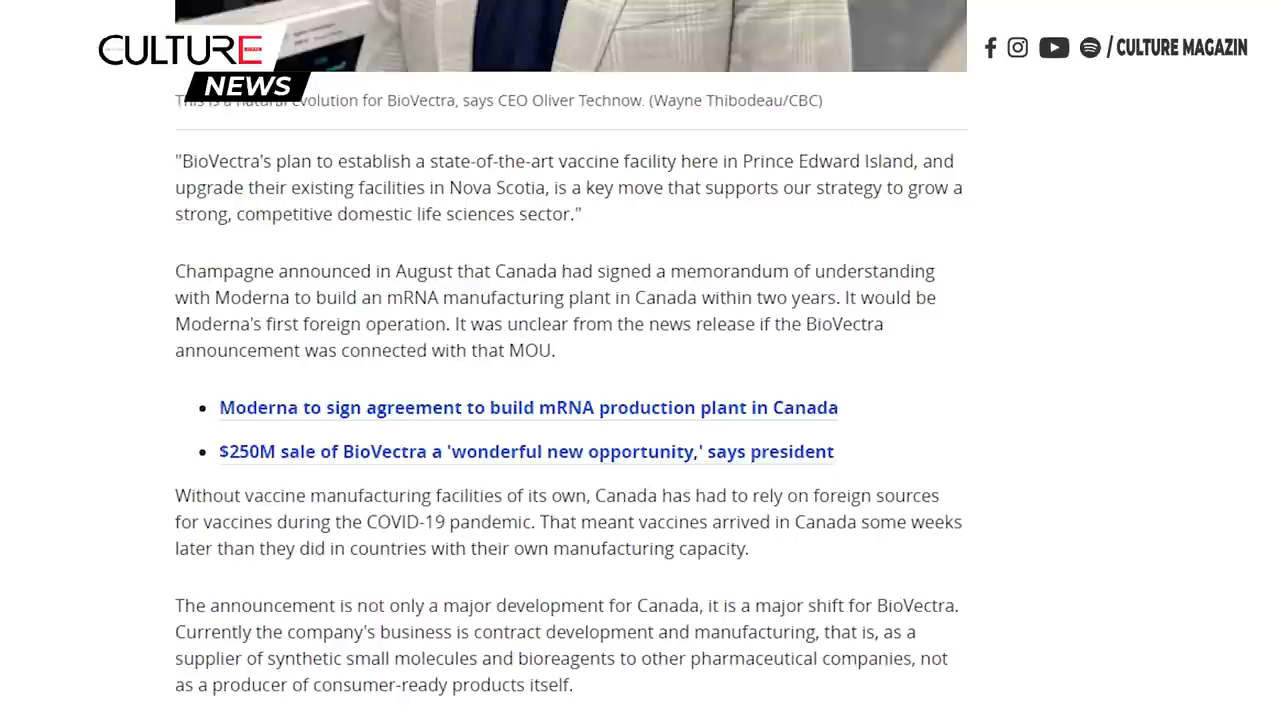 CULTURE
NEWS
/ CULTURE MAGAZIN
This is a natural evolution for BioVectra, says CEO Oliver Technow. (Wayne Thibodeau/CBC)
"BioVectra's plan to establish a state-of-the-art vaccine facility here in Prince Edward Island, and
upgrade their existing facilities in Nova Scotia, is a key move that supports our strategy to grow a
strong, competitive domestic life sciences sector."
Champagne announced in August that Canada had signed a memorandum of understanding
with Moderna to build an mRNA manufacturing plant in Canada within two years. It would be
Moderna's first foreign operation. It was unclear from the news release if the BioVectra
announcement was connected with that MOU.
• Moderna to sign agreement to build mRNA production plant in Canada
• $250M sale of BioVectra a 'wonderful new opportunity,' says president
Without vaccine manufacturing facilities of its own, Canada has had to rely on foreign sources
for vaccines during the COVID-19 pandemic. That meant vaccines arrived in Canada some weeks
later than they did in countries with their own manufacturing capacity.
The announcement is not only a major development for Canada, it is a major shift for BioVectra.
Currently the company's business is contract development and manufacturing, that is, as a
supplier of synthetic small molecules and bioreagents to other pharmaceutical companies, not
as a producer of consumer-ready products itself.